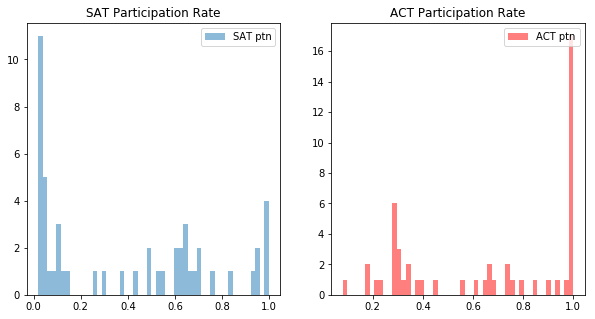 SAT Participation Rate
SAT ptn
10
8
6
4
2
0
0.0 0.2 0.4 0.6 0.8 1.0
ACT Participation Rate
ACT ptn
16
14
12
10
8
6
4
2
0
0.2 0.4 0.6 0.8 1.0